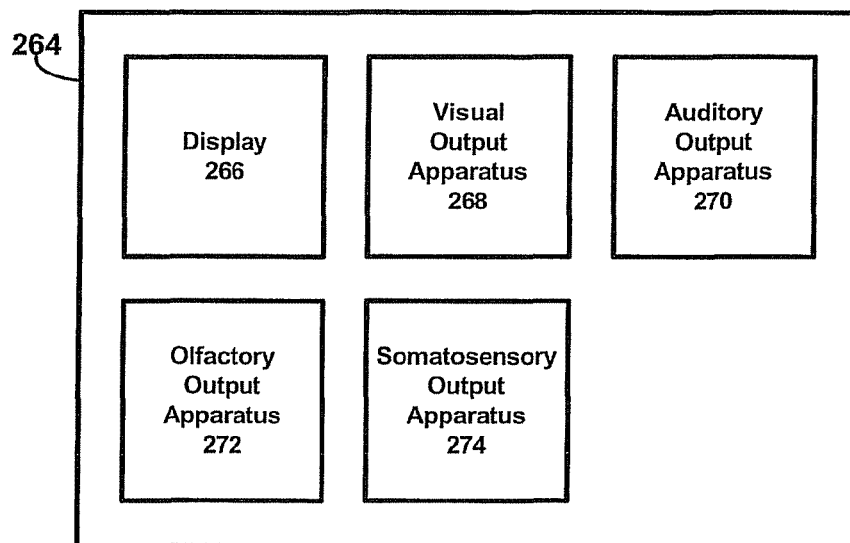 264
Display
266
Visual
Output
Apparatus
268
Auditory
Output
Apparatus
270
Olfactory
Output
Apparatus
272
Somatosensory
Output
Apparatus
274